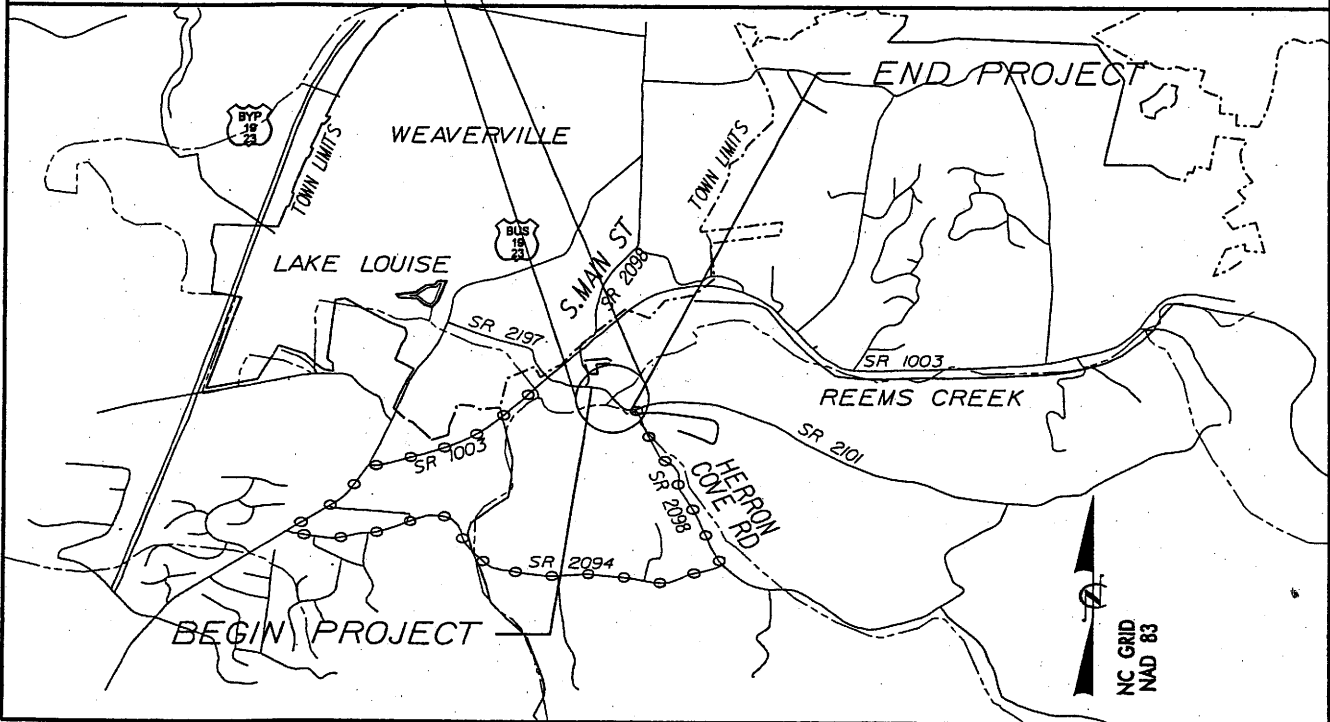 END PROJECT
BYP
19
23
WEAVERVILLE
TOWN LIMITS
TOWN LIMITS
BUS
19
23
S. MAIN ST
SR 2098
LAKE LOUISE
SR 2197
SR 1003
REEMS CREEK
SR 2101
SR 1003
HERRON
COVE RD
SR 2098
SR 2094
BEGIN PROJECT
NC GRID
NAD 83